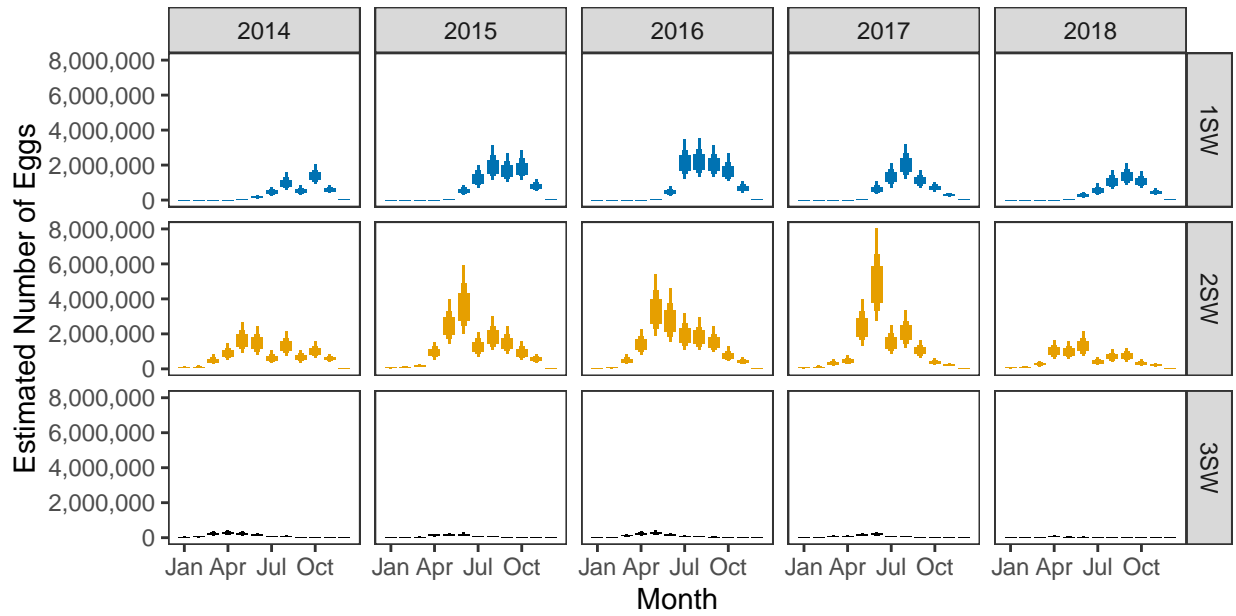 2014 2015 2016 2017 2018
Estimated Number of Eggs
8,000,000
6,000,000
4,000,000
2,000,000
0
1SW
8,000,000
6,000,000
4,000,000
2,000,000
0
2SW
8,000,000
6,000,000
4,000,000
2,000,000
0
3SW
Jan Apr Jul Oct Jan Apr Jul Oct Jan Apr Jul Oct Jan Apr Jul Oct Jan Apr Jul Oct
Month